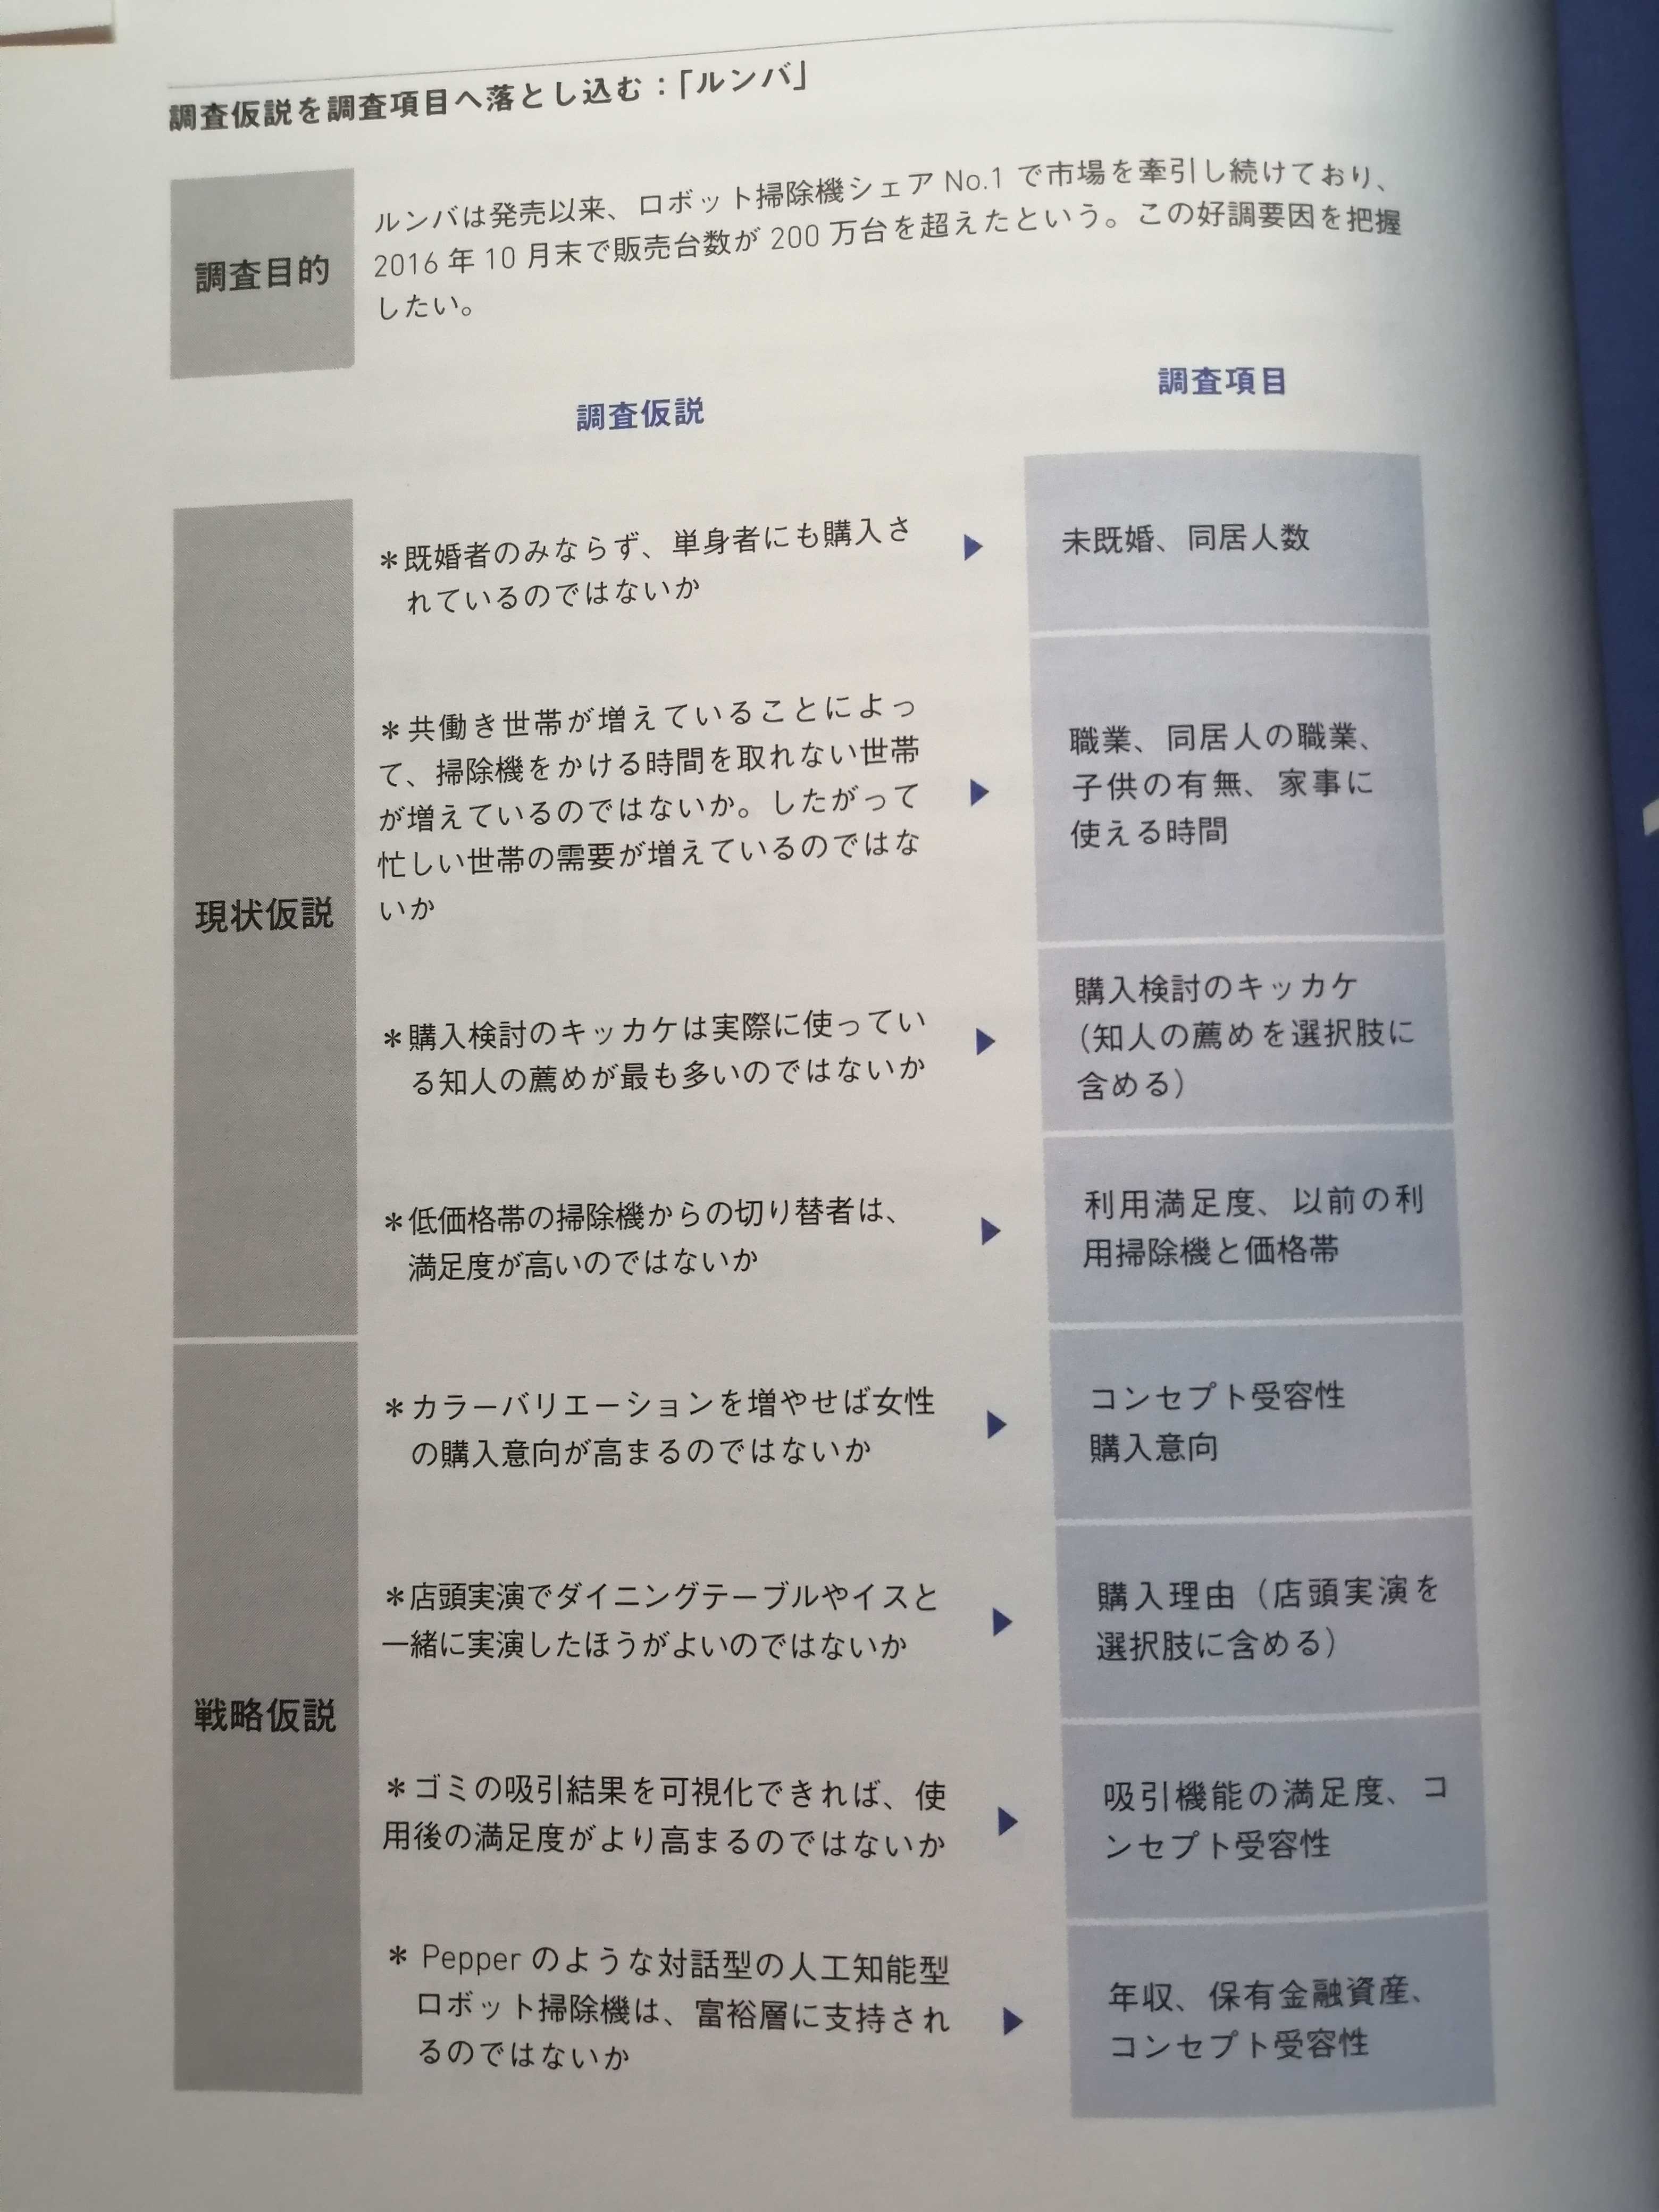 調査仮説を調査項目へ落とし込む：「ルンバ」
調査目的
ルンバは発売以来、ロボット掃除機シェア No.1 で市場を牽引し続けており、
2016 年 10 月末で販売台数が 200 万台を超えたという。この好調要因を把握
したい。
調査仮説
調査項目
現状仮説
＊既婚者のみならず、単身者にも購入さ
れているのではないか
▶
未既婚、同居人数
＊共働き世帯が増えていることによっ
て、掃除機をかける時間を取れない世帯
が増えているのではないか。したがって
忙しい世帯の需要が増えているのではな
いか
▶
職業、同居人の職業、
子供の有無、家事に
使える時間
＊購入検討のキッカケは実際に使ってい
る知人の薦めが最も多いのではないか
▶
購入検討のキッカケ
（知人の薦めを選択肢に
含める）
＊低価格帯の掃除機からの切り替者は、
満足度が高いのではないか
▶
利用満足度、以前の利
用掃除機と価格帯
戦略仮説
＊カラーバリエーションを増やせば女性
の購入意向が高まるのではないか
▶
コンセプト受容性
購入意向
＊店頭実演でダイニングテーブルやイスと
一緒に実演したほうがよいのではないか
▶
購入理由（店頭実演を
選択肢に含める）
＊ゴミの吸引結果を可視化できれば、使
用後の満足度がより高まるのではないか
▶
吸引機能の満足度、コ
ンセプト受容性
＊ Pepper のような対話型の人工知能型
ロボット掃除機は、富裕層に支持され
るのではないか
▶
年収、保有金融資産、
コンセプト受容性